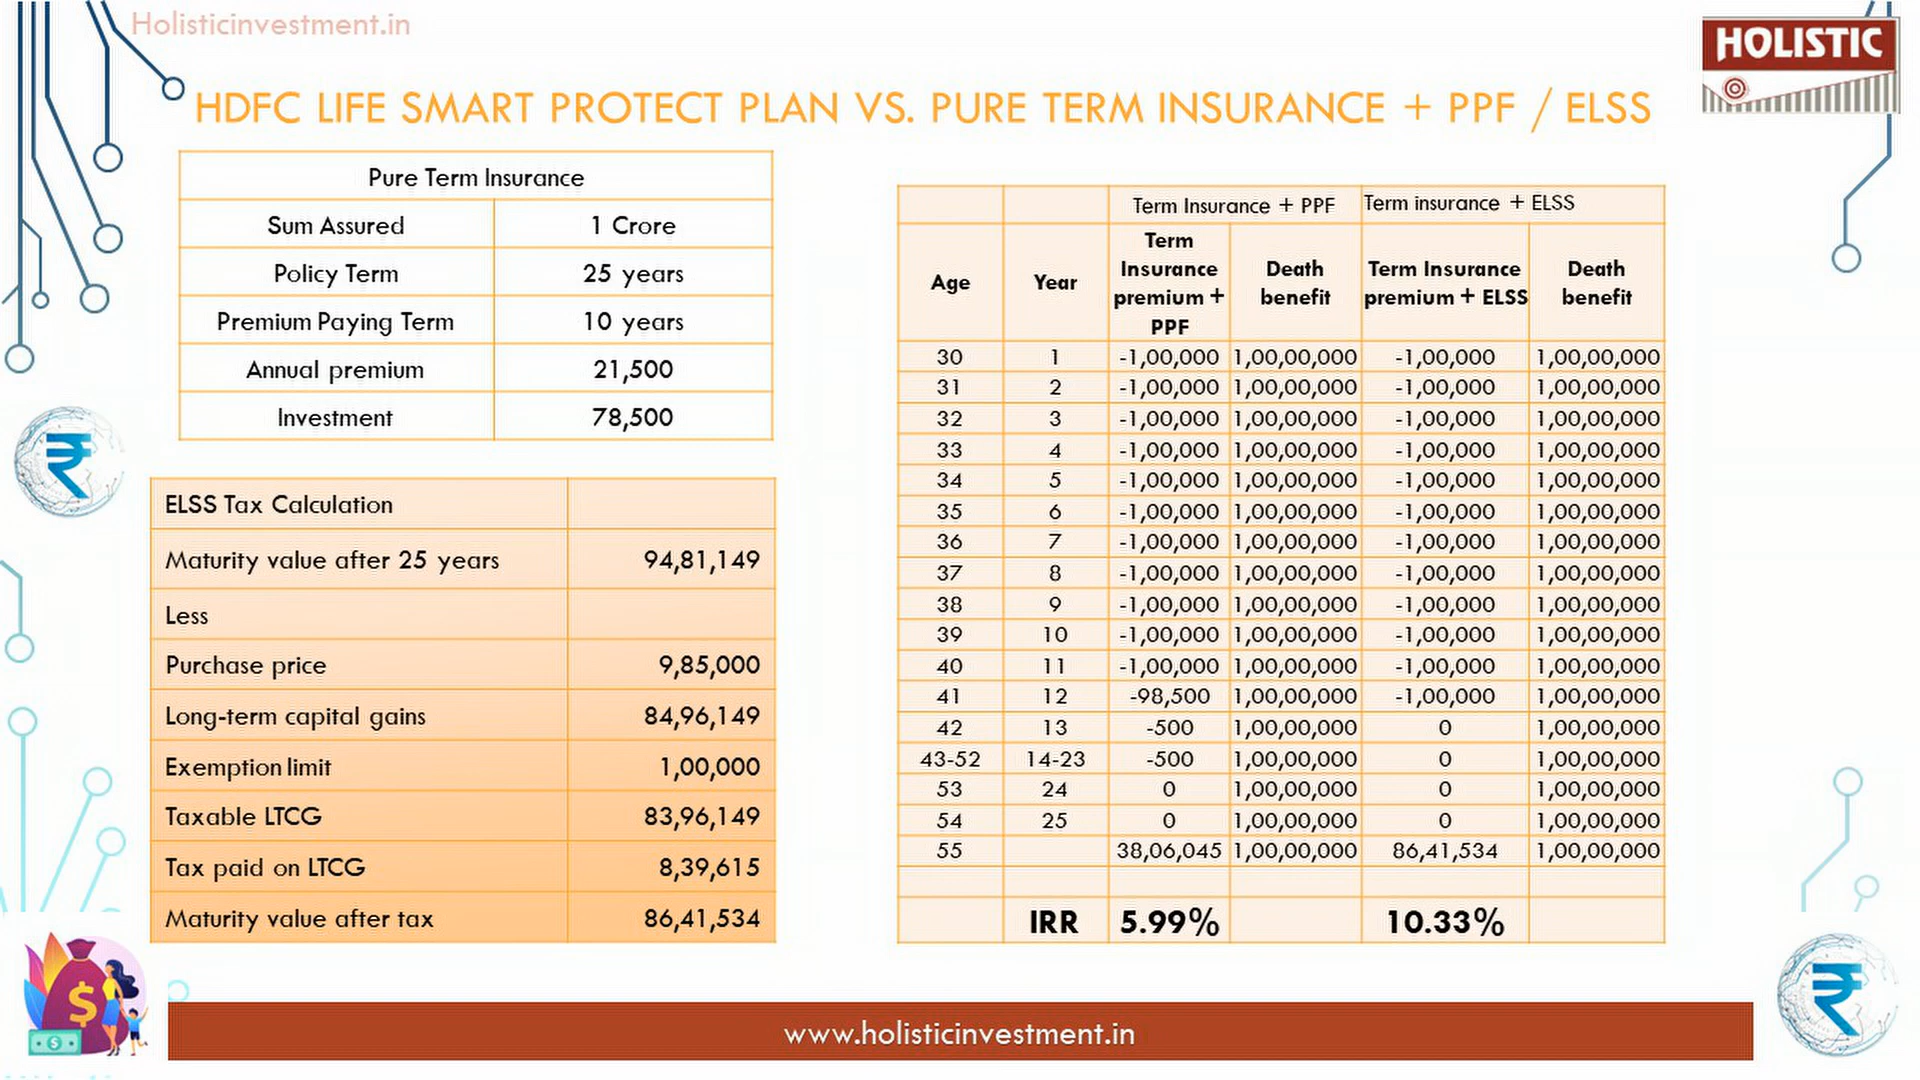 Holisticinvestment.in
HOLISTIC
HDFC LIFE SMART PROTECT PLAN VS. PURE TERM INSURANCE + PPF / ELSS
Pure Term Insurance
Sum Assured 1 Crore
Policy Term 25 years
Premium Paying Term 10 years
Annual premium 21,500
Investment 78,500
ELSS Tax Calculation
Maturity value after 25 years 94,81,149
Less
Purchase price 9,85,000
Long-term capital gains 84,96,149
Exemption limit 1,00,000
Taxable LTCG 83,96,149
Tax paid on LTCG 8,39,615
Maturity value after tax 86,41,534
Term Insurance + PPF Term insurance + ELSS
Age Year Term Insurance premium + PPF Death benefit Term Insurance premium + ELSS Death benefit
30 1 -1,00,000 1,00,00,000 -1,00,000 1,00,00,000
31 2 -1,00,000 1,00,00,000 -1,00,000 1,00,00,000
32 3 -1,00,000 1,00,00,000 -1,00,000 1,00,00,000
33 4 -1,00,000 1,00,00,000 -1,00,000 1,00,00,000
34 5 -1,00,000 1,00,00,000 -1,00,000 1,00,00,000
35 6 -1,00,000 1,00,00,000 -1,00,000 1,00,00,000
36 7 -1,00,000 1,00,00,000 -1,00,000 1,00,00,000
37 8 -1,00,000 1,00,00,000 -1,00,000 1,00,00,000
38 9 -1,00,000 1,00,00,000 -1,00,000 1,00,00,000
39 10 -1,00,000 1,00,00,000 -1,00,000 1,00,00,000
40 11 -1,00,000 1,00,00,000 -1,00,000 1,00,00,000
41 12 -98,500 1,00,00,000 -1,00,000 1,00,00,000
42 13 -500 1,00,00,000 0 1,00,00,000
43-52 14-23 -500 1,00,00,000 0 1,00,00,000
53 24 0 1,00,00,000 0 1,00,00,000
54 25 0 1,00,00,000 0 1,00,00,000
55 38,06,045 1,00,00,000 86,41,534 1,00,00,000
IRR 5.99% 10.33%
www.holisticinvestment.in